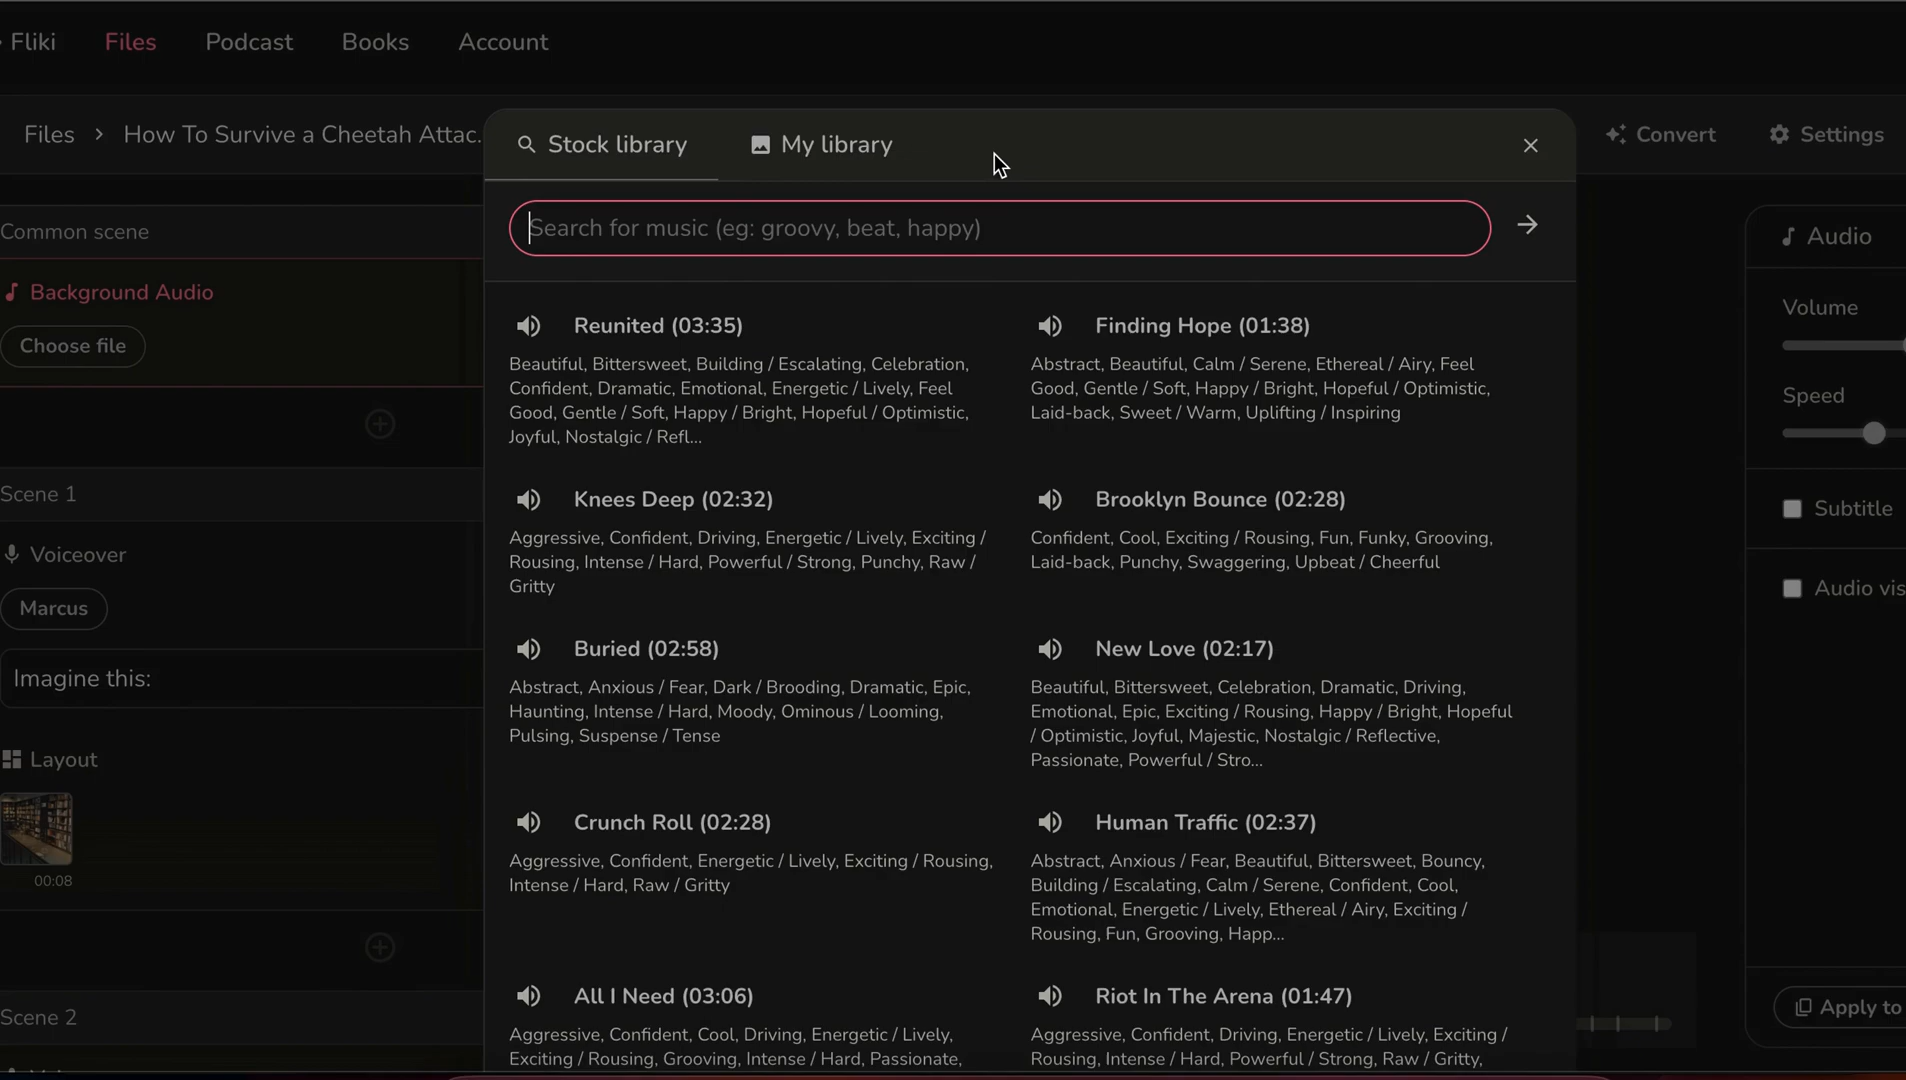 Fliki
Files
Podcast
Books
Account
Files > How To Survive a Cheetah Attac...
Convert
Settings
Stock library
My library
Search for music (eg: groovy, beat, happy)
Common scene
Background Audio
Choose file
Scene 1
Voiceover
Marcus
Imagine this:
Layout
00:08
Scene 2
Reunited (03:35)
Beautiful, Bittersweet, Building / Escalating, Celebration,
Confident, Dramatic, Emotional, Energetic / Lively, Feel
Good, Gentle / Soft, Happy / Bright, Hopeful / Optimistic,
Joyful, Nostalgic / Refl...
Finding Hope (01:38)
Abstract, Beautiful, Calm / Serene, Ethereal / Airy, Feel
Good, Gentle / Soft, Happy / Bright, Hopeful / Optimistic,
Laid-back, Sweet / Warm, Uplifting / Inspiring
Knees Deep (02:32)
Aggressive, Confident, Driving, Energetic / Lively, Exciting /
Rousing, Intense / Hard, Powerful / Strong, Punchy, Raw /
Gritty
Brooklyn Bounce (02:28)
Confident, Cool, Exciting / Rousing, Fun, Funky, Grooving,
Laid-back, Punchy, Swaggering, Upbeat / Cheerful
Buried (02:58)
Abstract, Anxious / Fear, Dark / Brooding, Dramatic, Epic,
Haunting, Intense / Hard, Moody, Ominous / Looming,
Pulsing, Suspense / Tense
New Love (02:17)
Beautiful, Bittersweet, Celebration, Dramatic, Driving,
Emotional, Epic, Exciting / Rousing, Happy / Bright, Hopeful
/ Optimistic, Joyful, Majestic, Nostalgic / Reflective,
Passionate, Powerful / Stro...
Crunch Roll (02:28)
Aggressive, Confident, Energetic / Lively, Exciting / Rousing,
Intense / Hard, Raw / Gritty
Human Traffic (02:37)
Abstract, Anxious / Fear, Beautiful, Bittersweet, Bouncy,
Building / Escalating, Calm / Serene, Confident, Cool,
Emotional, Energetic / Lively, Ethereal / Airy, Exciting /
Rousing, Fun, Grooving, Happ...
All I Need (03:06)
Aggressive, Confident, Cool, Driving, Energetic / Lively,
Exciting / Rousing, Grooving, Intense / Hard, Passionate,
Riot In The Arena (01:47)
Aggressive, Confident, Driving, Energetic / Lively, Exciting /
Rousing, Intense / Hard, Powerful / Strong, Raw / Gritty,
Audio
Volume
Speed
Subtitle
Audio vis
Apply to